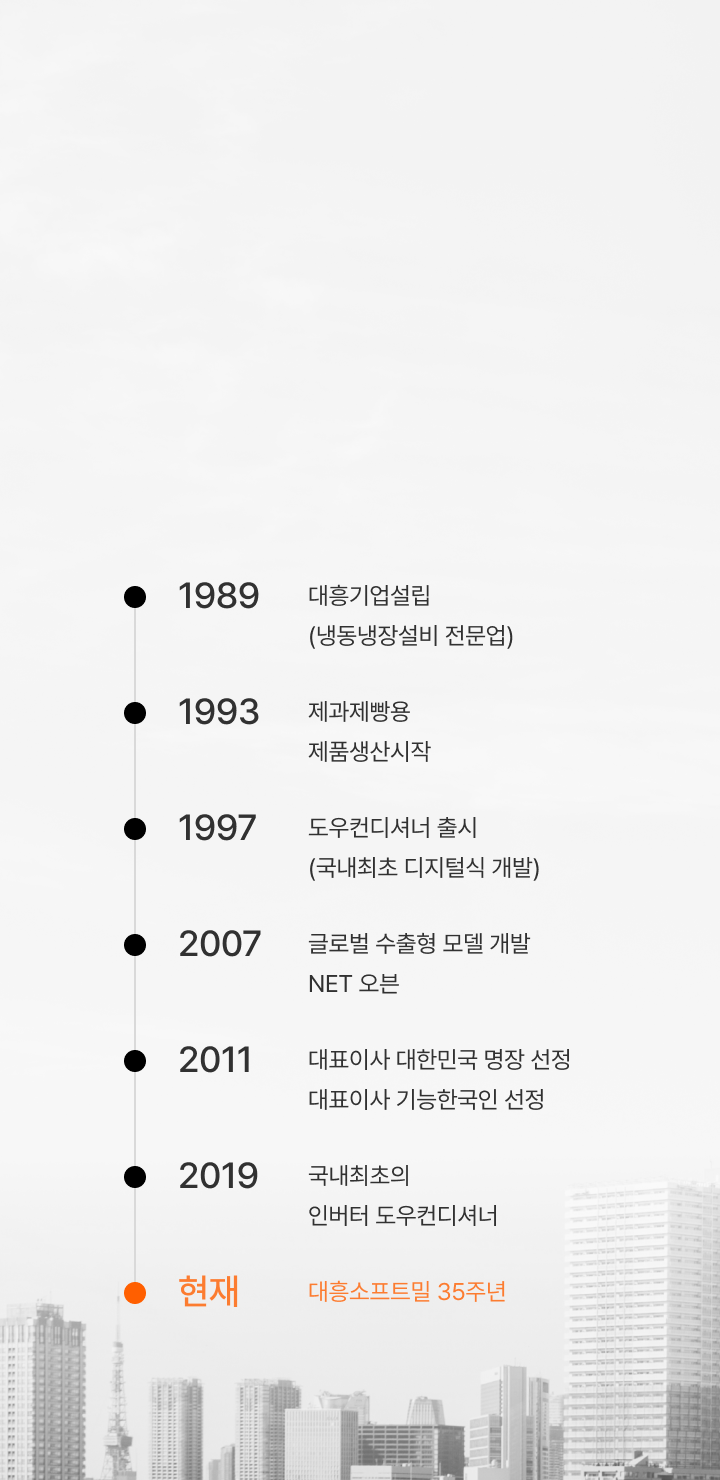 1989 대흥기업설립
(냉동냉장설비 전문업)
1993 제과제빵용
제품생산시작
1997 도우컨디셔너 출시
(국내최초 디지털식 개발)
2007 글로벌 수출형 모델 개발
NET 오븐
2011 대표이사 대한민국 명장 선정
대표이사 기능한국인 선정
2019 국내최초의
인버터 도우컨디셔너
현재 대흥소프트밀 35주년